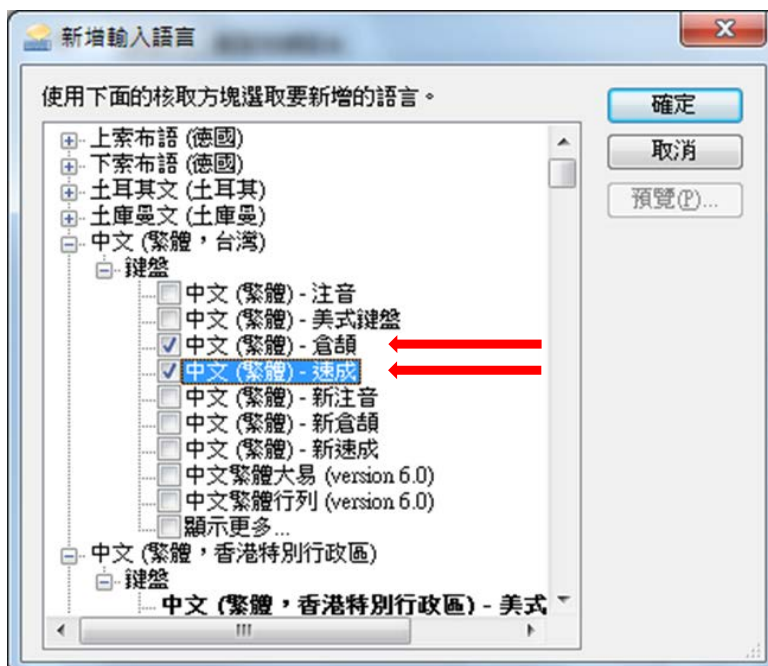 新增輸入語言
使用下面的核取方塊選取要新增的語言。
確定
取消
預覽(P)...
上索布語 (德國)
下索布語 (德國)
土耳其文 (土耳其)
土庫曼文 (土庫曼)
中文 (繁體，台灣)
鍵盤
中文 (繁體) - 注音
中文 (繁體) - 美式鍵盤
中文 (繁體) - 倉頡
中文 (繁體) - 速成
中文 (繁體) - 新注音
中文 (繁體) - 新倉頡
中文 (繁體) - 新速成
中文繁體大易 (version 6.0)
中文繁體行列 (version 6.0)
顯示更多...
中文 (繁體，香港特別行政區)
鍵盤
中文 (繁體，香港特別行政區) - 美式